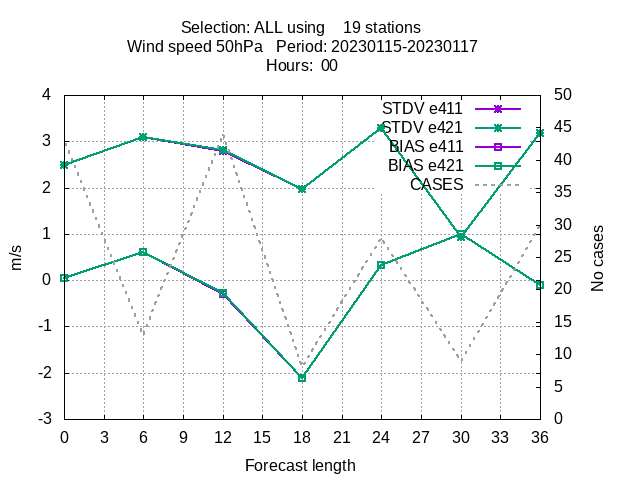 Selection: ALL using    19 stations
Wind speed 50hPa   Period: 20230115-20230117
Hours:  00
STDV e411
STDV e421
BIAS e411
BIAS e421
CASES
4
3
2
1
0
-1
-2
-3
m/s
50
45
40
35
30
25
20
15
10
5
0
No cases
0 3 6 9 12 15 18 21 24 27 30 33 36
Forecast length